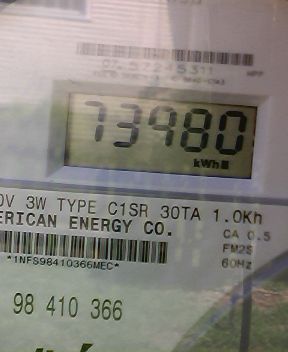 73980
kWh
0V 3W TYPE C1SR 30TA 1.0Kh
ERICAN ENERGY CO.
CA 0.5
FM2S
60Hz
*1NFS98410366MEC*
98 410 366